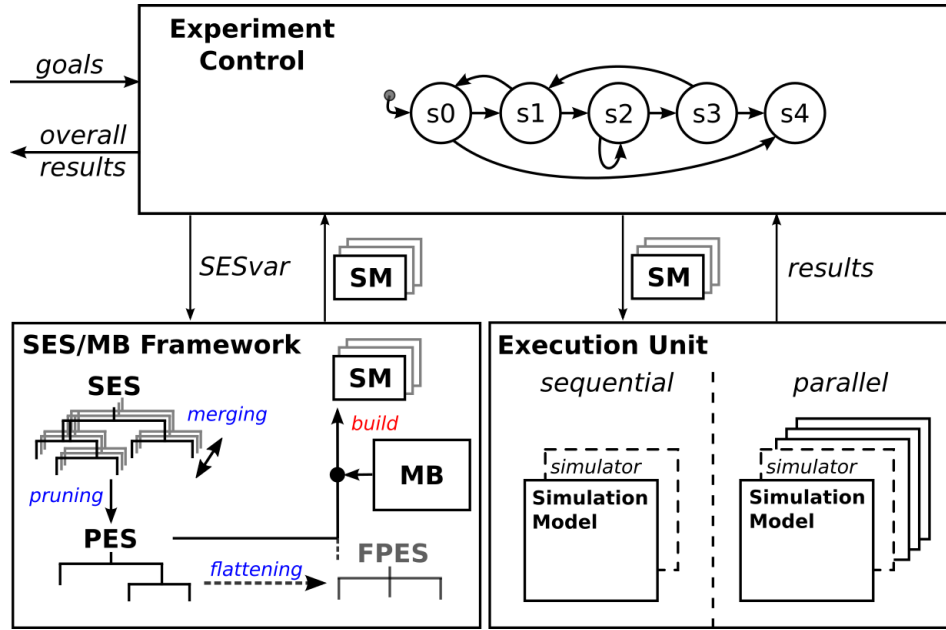 Experiment
Control
goals
overall
results
s0
s1
s2
s3
s4
SESvar
SM
SM
results
SES/MB Framework
SES
merging
pruning
PES
flattening
FPES
SM
build
MB
Execution Unit
sequential
parallel
simulator
Simulation
Model
simulator
Simulation
Model